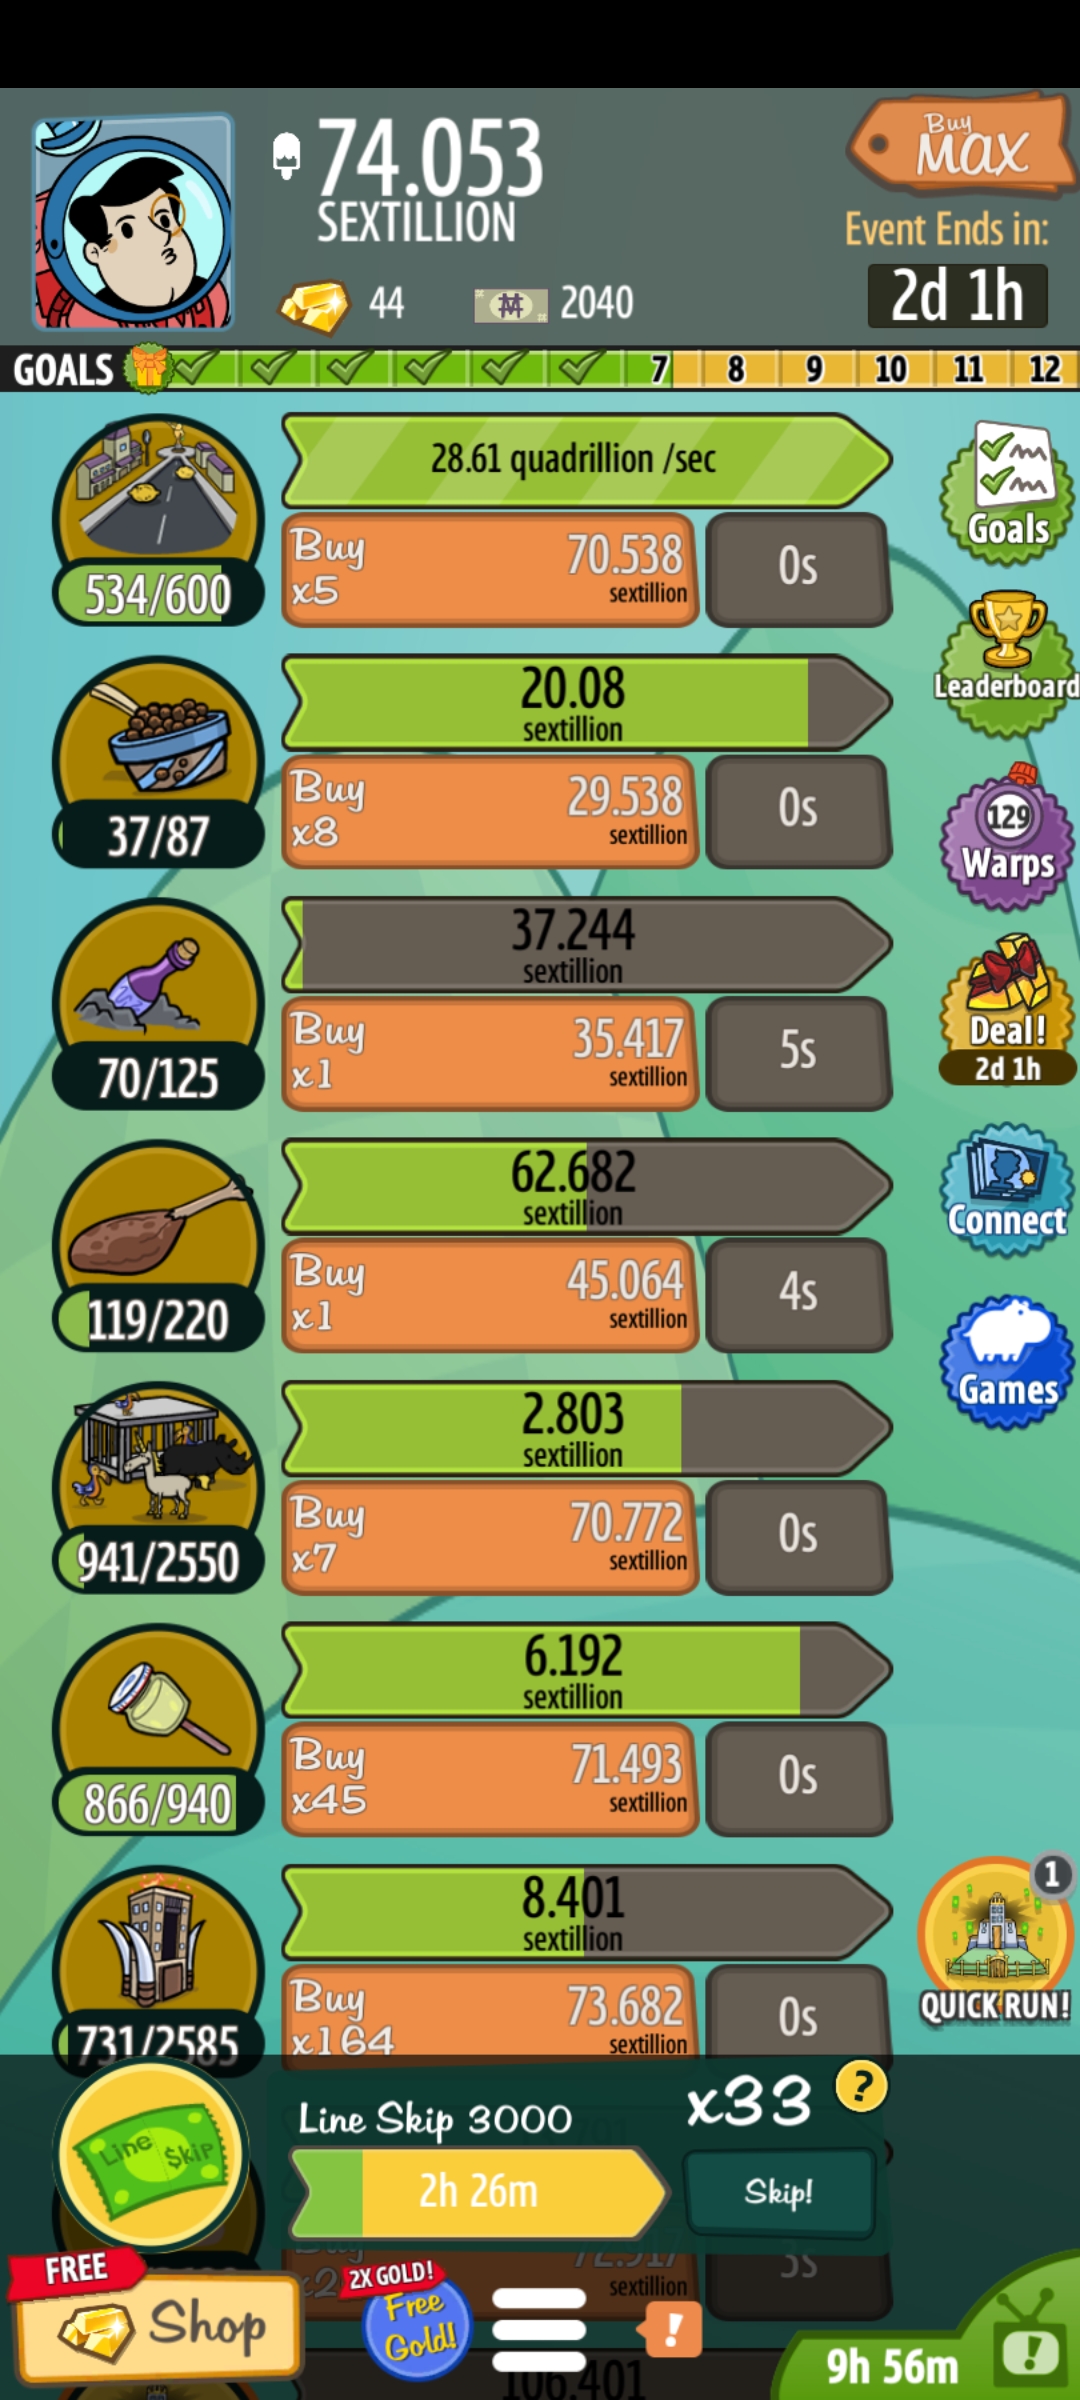 74.053
SEXTILLION
Buy
MAX
Event Ends in:
2d 1h
44
2040
GOALS
7
8
9
10
11
12
28.61 quadrillion /sec
Buy
x5
70.538
sextillion
0s
534/600
Goals
20.08
sextillion
Buy
x8
29.538
sextillion
0s
37/87
Leaderboard
129
Warps
37.244
sextillion
Buy
x1
35.417
sextillion
5s
70/125
Deal!
2d 1h
62.682
sextillion
Buy
x1
45.064
sextillion
4s
119/220
Connect
2.803
sextillion
Buy
x7
70.772
sextillion
0s
941/2550
Games
6.192
sextillion
Buy
x45
71.493
sextillion
0s
866/940
8.401
sextillion
Buy
x164
73.682
sextillion
0s
731/2585
1
QUICK RUN!
Line Skip
Line Skip 3000
x33
?
2h 26m
Skip!
sextillion
3s
FREE
Shop
2X GOLD!
Free
Gold!
!
9h 56m
!
106.401